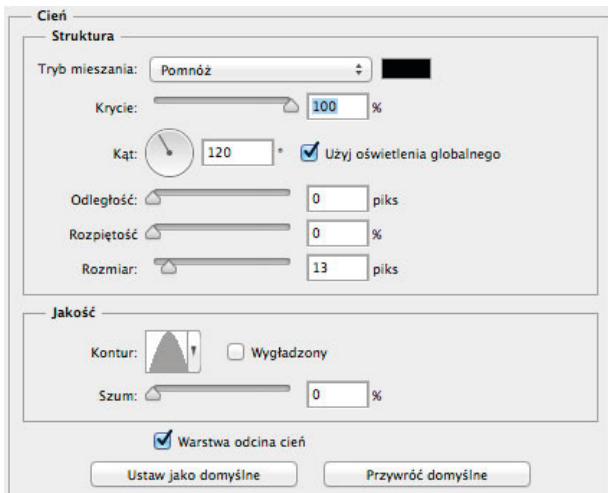 Cień
Struktura
Tryb mieszania: Pomnóż
Krycie: 100 %
Kąt: 120 ° Użyj oświetlenia globalnego
Odległość: 0 piks
Rozpiętość 0 %
Rozmiar: 13 piks
Jakość
Kontur: Wygładzony
Szum: 0 %
Warstwa odcina cień
Ustaw jako domyślne Przywróć domyślne